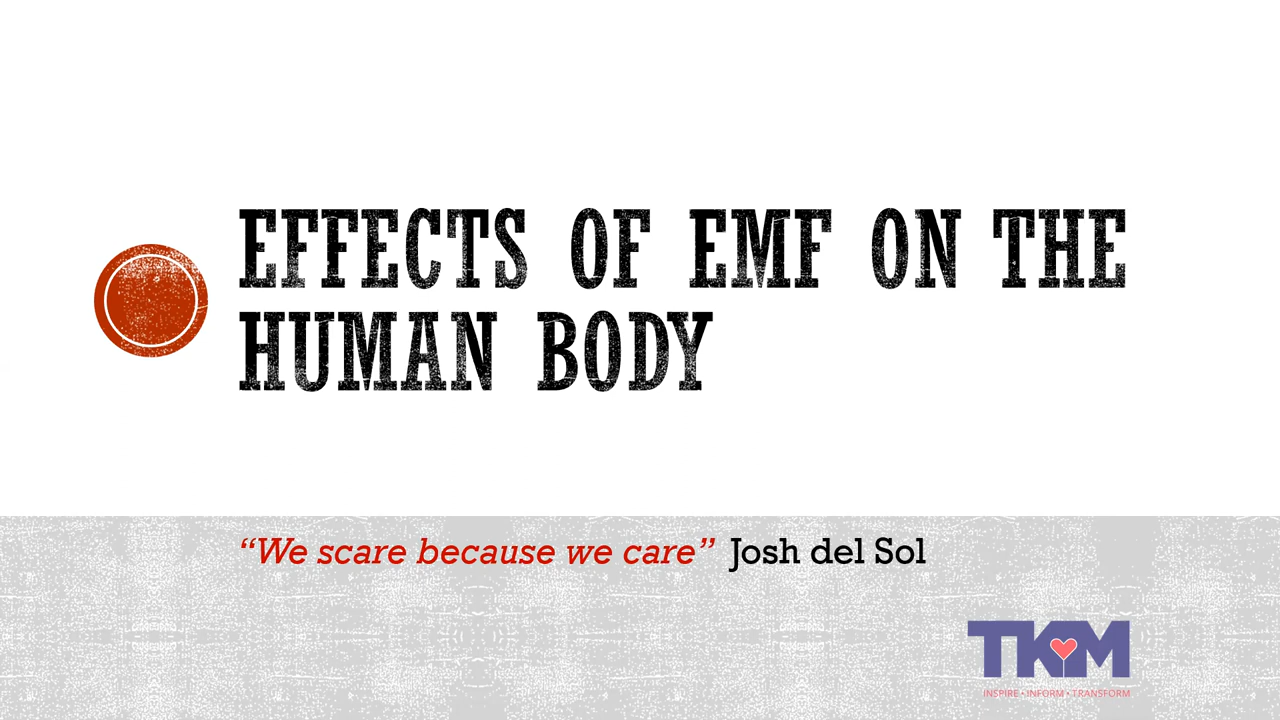 EFFECTS OF EMF ON THE
HUMAN BODY
“We scare because we care” Josh del Sol
TKM
INSPIRE • INFORM • TRANSFORM